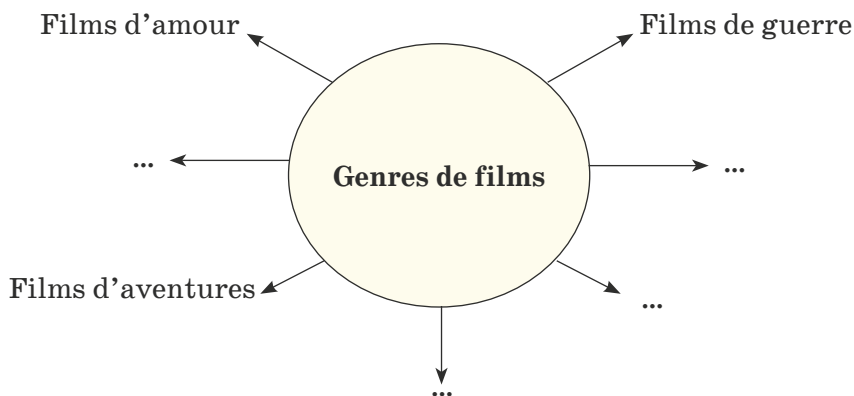 Films d’amour
Films de guerre
...
Genres de films
...
Films d’aventures
...
...